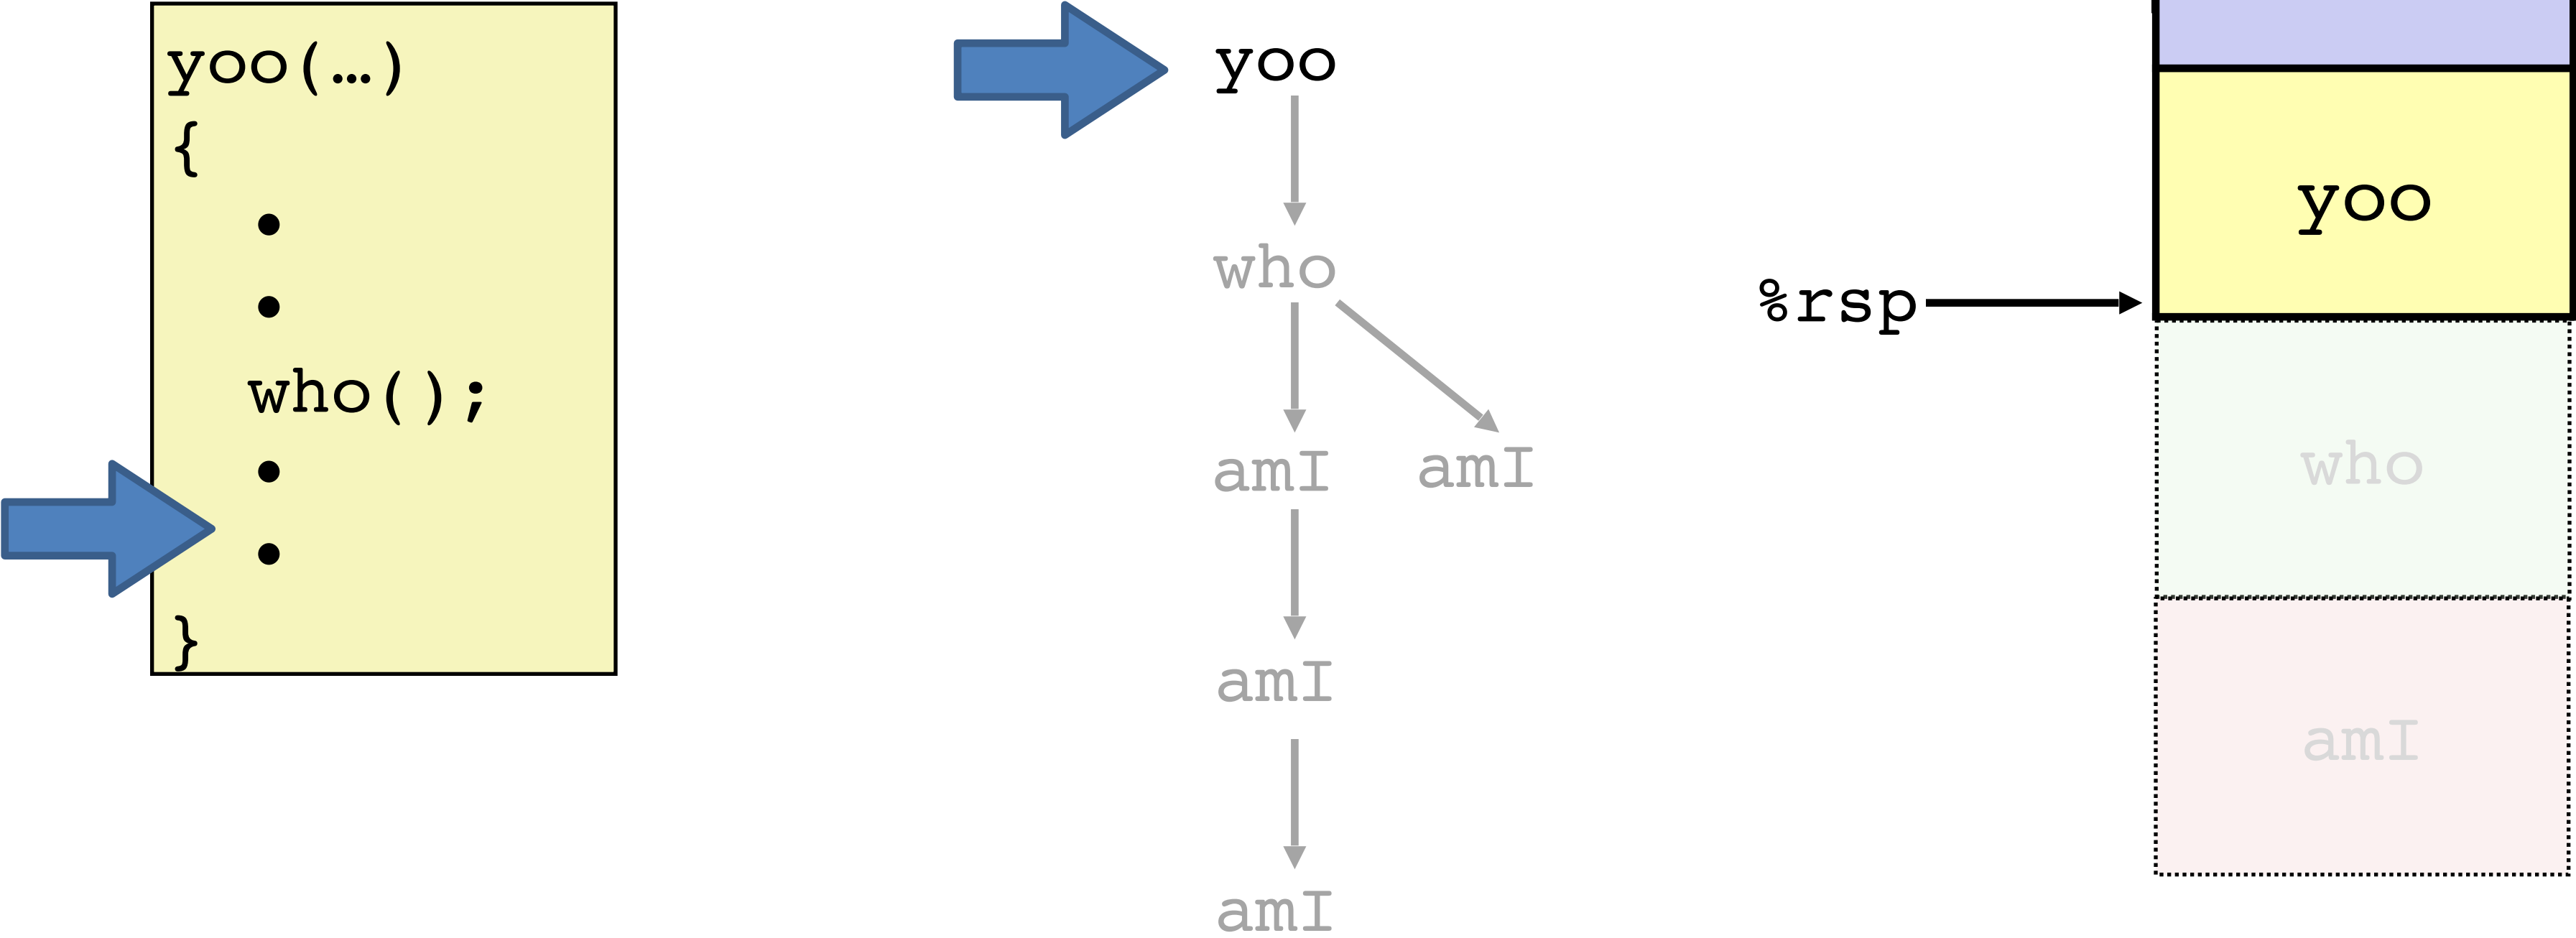 yoo(…)
{
•
•
who();
•
•
}
yoo
who
amI amI
amI
amI
%rsp
yoo
who
amI